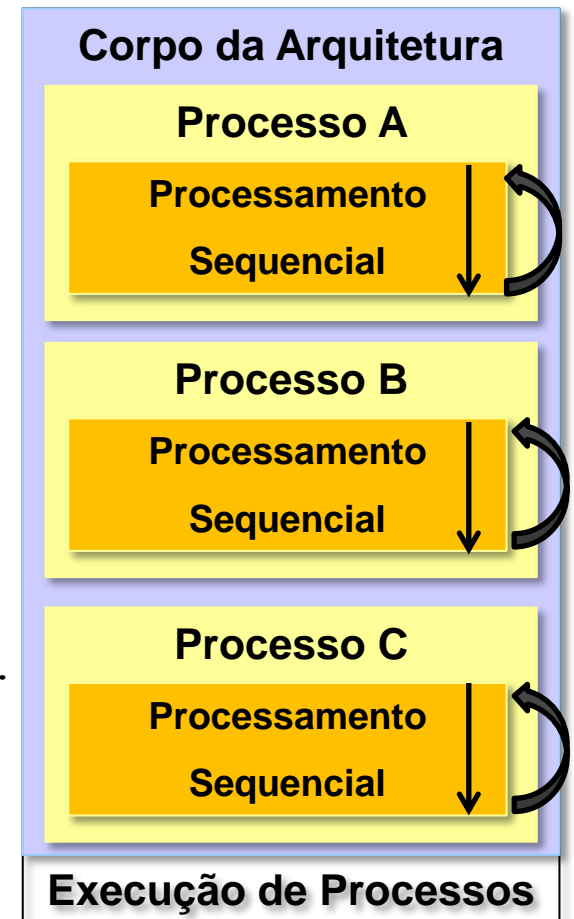 Corpo da Arquitetura
Processo A
Processamento
Sequencial
Processo B
Processamento
Sequencial
Processo C
.
Processamento
Sequencial
Execução de Processos